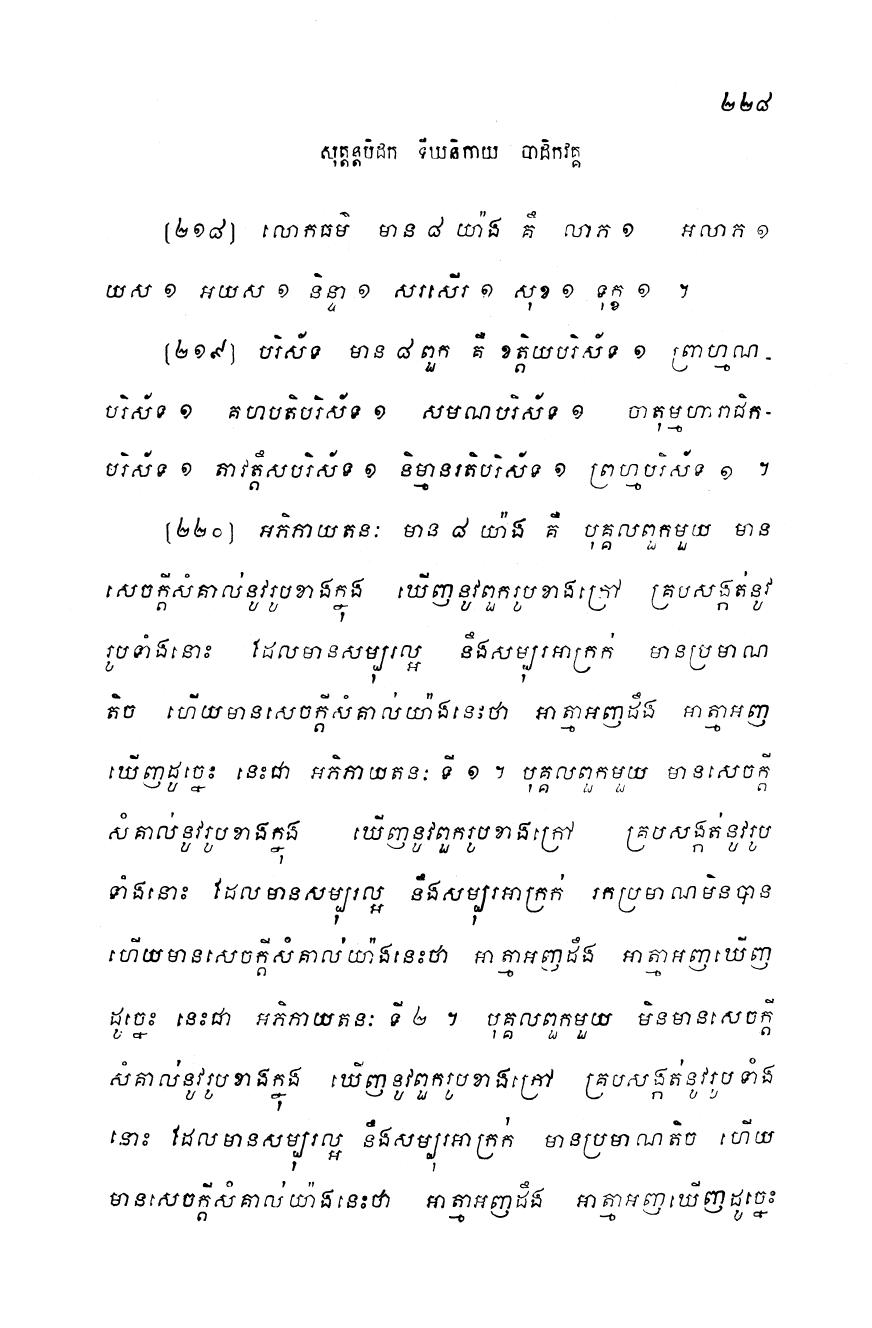 ២២៨
សុត្តន្តបិដក ទីឃនិកាយ បាដិកវគ្គ
(២១៨) លោកធម៌ មាន ៨ យ៉ាង គឺ លាភ ១ អលាភ ១
យស ១ អយស ១ និន្ទា ១ សរសើរ ១ សុខ ១ ទុក្ខ ១ ។
(២១៩) បរិស័ទ មាន ៨ ពួក គឺ ខត្តិយបរិស័ទ ១ ព្រាហ្មណ-
បរិស័ទ ១ គហបតិបរិស័ទ ១ សមណបរិស័ទ ១ ចាតុម្មហារាជិក-
បរិស័ទ ១ តាវត្តឹសបរិស័ទ ១ និម្មានរតិបរិស័ទ ១ ព្រហ្មបរិស័ទ ១ ។
(២២០) អភិភាយតនៈ មាន ៨ យ៉ាង គឺ បុគ្គលពួកមួយ មាន
សេចក្តីសំគាល់នូវរូបខាងក្នុង ឃើញនូវពួករូបខាងក្រៅ គ្របសង្កត់នូវ
រូបទាំងនោះ ដែលមានសម្បុរល្អ នឹងសម្បុរអាក្រក់ មានប្រមាណ
តិច ហើយមានសេចក្តីសំគាល់យ៉ាងនេះថា អាត្មាអញដឹង អាត្មាអញ
ឃើញដូច្នេះ នេះជា អភិភាយតនៈ ទី ១ ។ បុគ្គលពួកមួយ មានសេចក្តី
សំគាល់នូវរូបខាងក្នុង ឃើញនូវពួករូបខាងក្រៅ គ្របសង្កត់នូវរូប
ទាំងនោះ ដែលមានសម្បុរល្អ នឹងសម្បុរអាក្រក់ រកប្រមាណមិនបាន
ហើយមានសេចក្តីសំគាល់យ៉ាងនេះថា អាត្មាអញដឹង អាត្មាអញឃើញ
ដូច្នេះ នេះជា អភិភាយតនៈ ទី ២ ។ បុគ្គលពួកមួយ មិនមានសេចក្តី
សំគាល់នូវរូបខាងក្នុង ឃើញនូវពួករូបខាងក្រៅ គ្របសង្កត់នូវរូបទាំង
នោះ ដែលមានសម្បុរល្អ នឹងសម្បុរអាក្រក់ មានប្រមាណតិច ហើយ
មានសេចក្តីសំគាល់យ៉ាងនេះថា អាត្មាអញដឹង អាត្មាអញឃើញដូច្នេះ